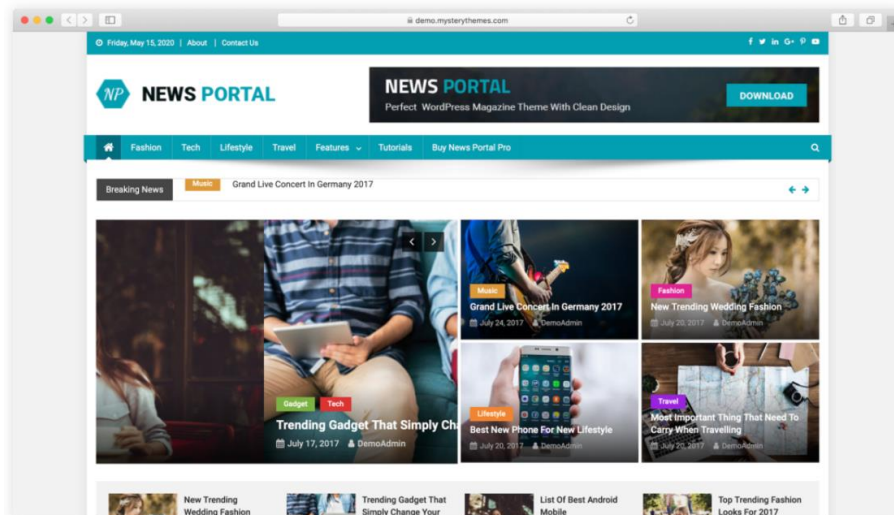 demo.mysterythemes.com
Friday, May 15, 2020 | About | Contact Us
NP NEWS PORTAL
NEWS PORTAL
Perfect WordPress Magazine Theme With Clean Design
DOWNLOAD
Fashion Tech Lifestyle Travel Features Tutorials Buy News Portal Pro
Breaking News Music Grand Live Concert In Germany 2017
Gadget Tech
Trending Gadget That Simply Ch
July 17, 2017 DemoAdmin
Music
Grand Live Concert In Germany 2017
July 24, 2017 DemoAdmin
Fashion
New Trending Wedding Fashion
July 20, 2017 DemoAdmin
Lifestyle
Best New Phone For New Lifestyle
July 20, 2017 DemoAdmin
Travel
Most Important Thing That Need To
Carry When Travelling
July 20, 2017 DemoAdmin
New Trending
Wedding Fashion
Trending Gadget That
Simply Change Your
List Of Best Android
Mobile
Top Trending Fashion
Looks For 2017